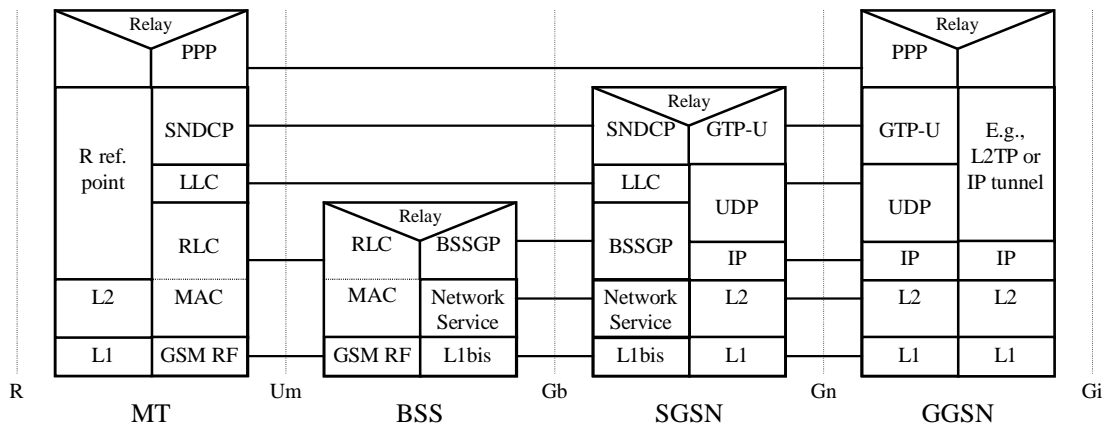 Relay
PPP
Relay
PPP
SNDCP
Relay
SNDCP
GTP-U
GTP-U
E.g.,
L2TP or
IP tunnel
R ref.
point
LLC
LLC
UDP
UDP
Relay
RLC
RLC
BSSGP
BSSGP
IP
IP
IP
L2
MAC
MAC
Network
Service
Network
Service
L2
L2
L2
L1
GSM RF
GSM RF
L1bis
L1bis
L1
L1
L1
R
Um
Gb
Gn
Gi
MT
BSS
SGSN
GGSN